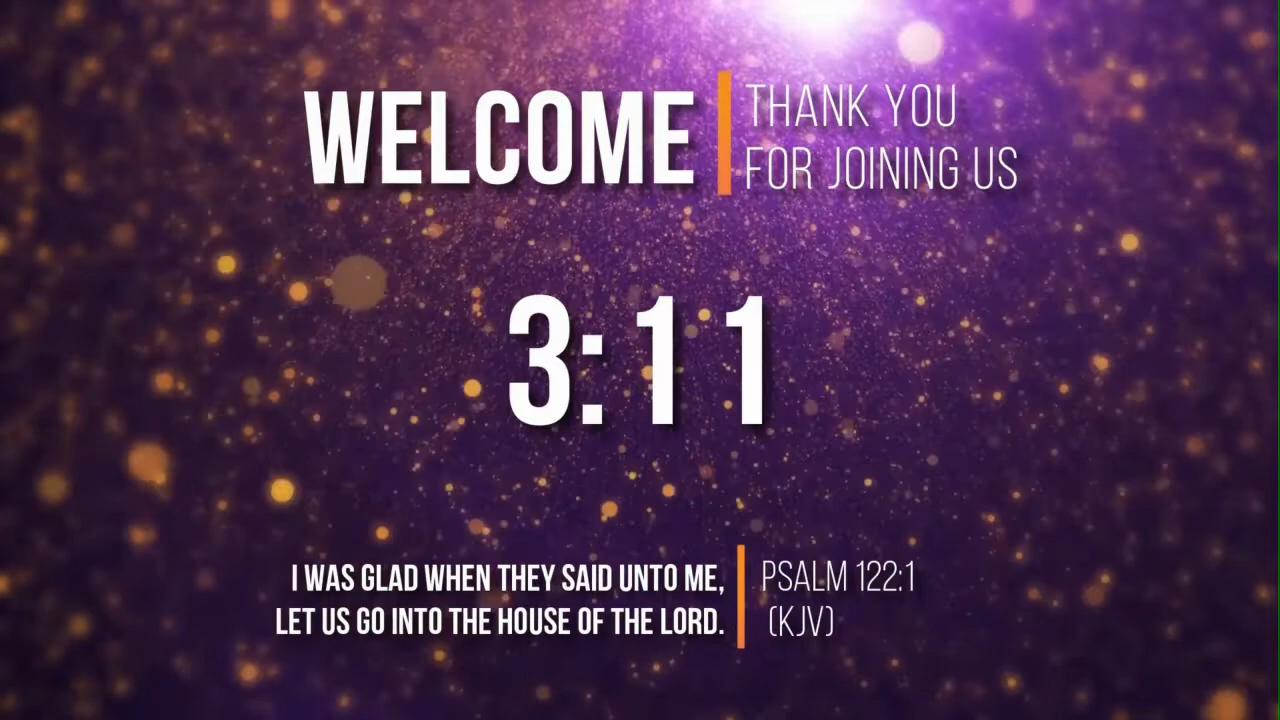 WELCOME
THANK YOU
FOR JOINING US
3:11
I WAS GLAD WHEN THEY SAID UNTO ME,
LET US GO INTO THE HOUSE OF THE LORD.
PSALM 122:1
(KJV)